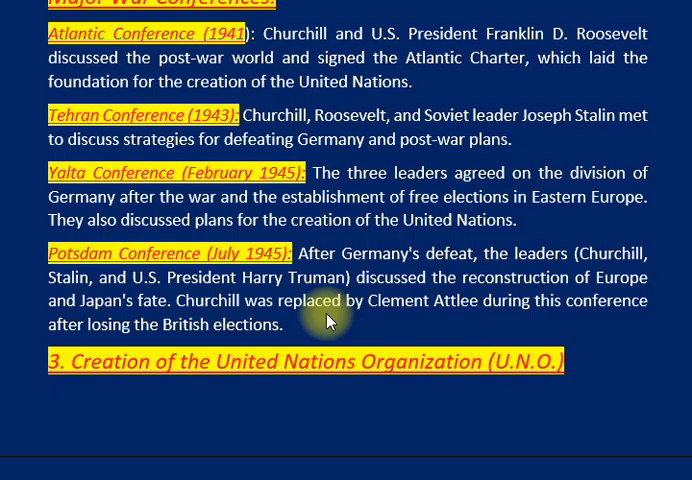 Major War Conferences:
Atlantic Conference (1941): Churchill and U.S. President Franklin D. Roosevelt
discussed the post-war world and signed the Atlantic Charter, which laid the
foundation for the creation of the United Nations.
Tehran Conference (1943): Churchill, Roosevelt, and Soviet leader Joseph Stalin met
to discuss strategies for defeating Germany and post-war plans.
Yalta Conference (February 1945): The three leaders agreed on the division of
Germany after the war and the establishment of free elections in Eastern Europe.
They also discussed plans for the creation of the United Nations.
Potsdam Conference (July 1945): After Germany's defeat, the leaders (Churchill,
Stalin, and U.S. President Harry Truman) discussed the reconstruction of Europe
and Japan's fate. Churchill was replaced by Clement Attlee during this conference
after losing the British elections.
3. Creation of the United Nations Organization (U.N.O.)